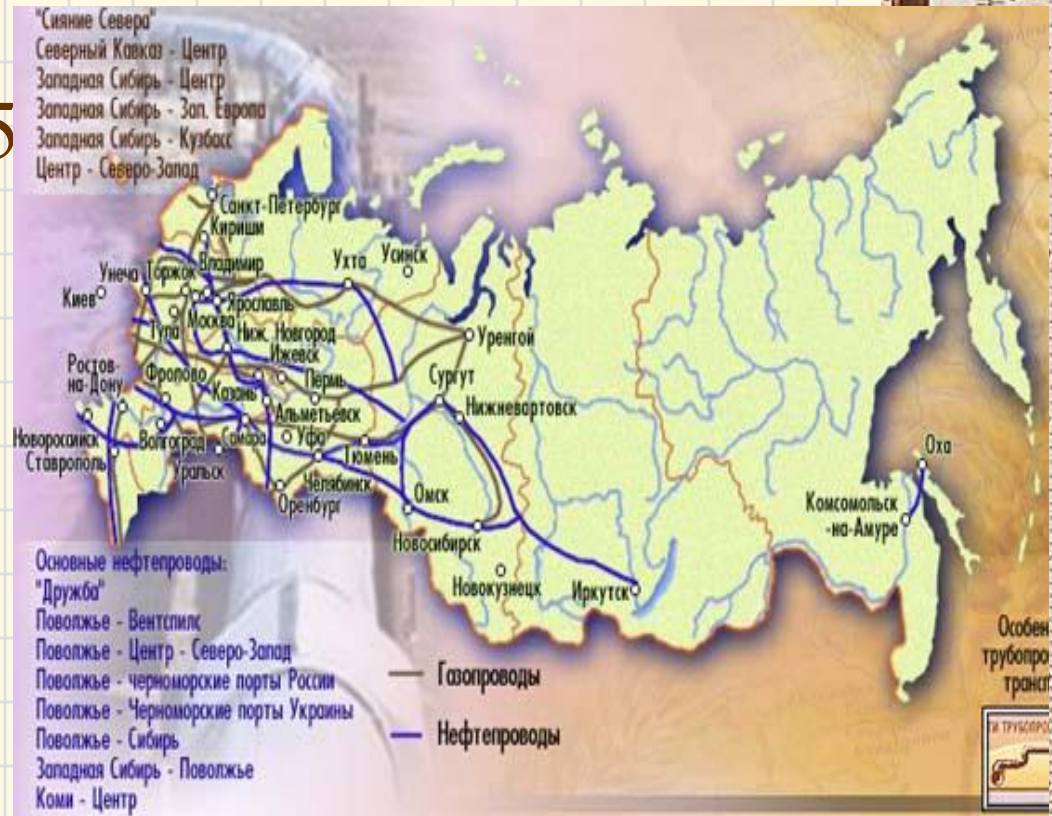 "Сияние Севера"
Северный Кавказ - Центр
Западная Сибирь - Центр
Западная Сибирь - Зап. Европа
Западная Сибирь - Кузбасс
Центр - Северо-Запад
Санкт-Петербург
Кириши
Унеча
Торжок
Владимир
Ухта
Усинск
Киев
Ярославль
Тула
Москва
Ниж. Новгород
Уренгой
Ижевск
Ростов-
на-Дону
Фролово
Казань
Пермь
Сургут
Альметьевск
Нижневартовск
Новороссийск
Волгоград
Самара
Уфа
Тюмень
Ставрополь
Уральск
Челябинск
Оренбург
Омск
Новосибирск
Новокузнецк
Иркутск
Оха
Комсомольск
-на-Амуре
Основные нефтепроводы:
"Дружба"
Поволжье - Вентспилс
Поволжье - Центр - Северо-Запад
Поволжье - черноморские порты России
Поволжье - Черноморские порты Украины
Поволжье - Сибирь
Западная Сибирь - Поволжье
Коми - Центр
Газопроводы
Нефтепроводы